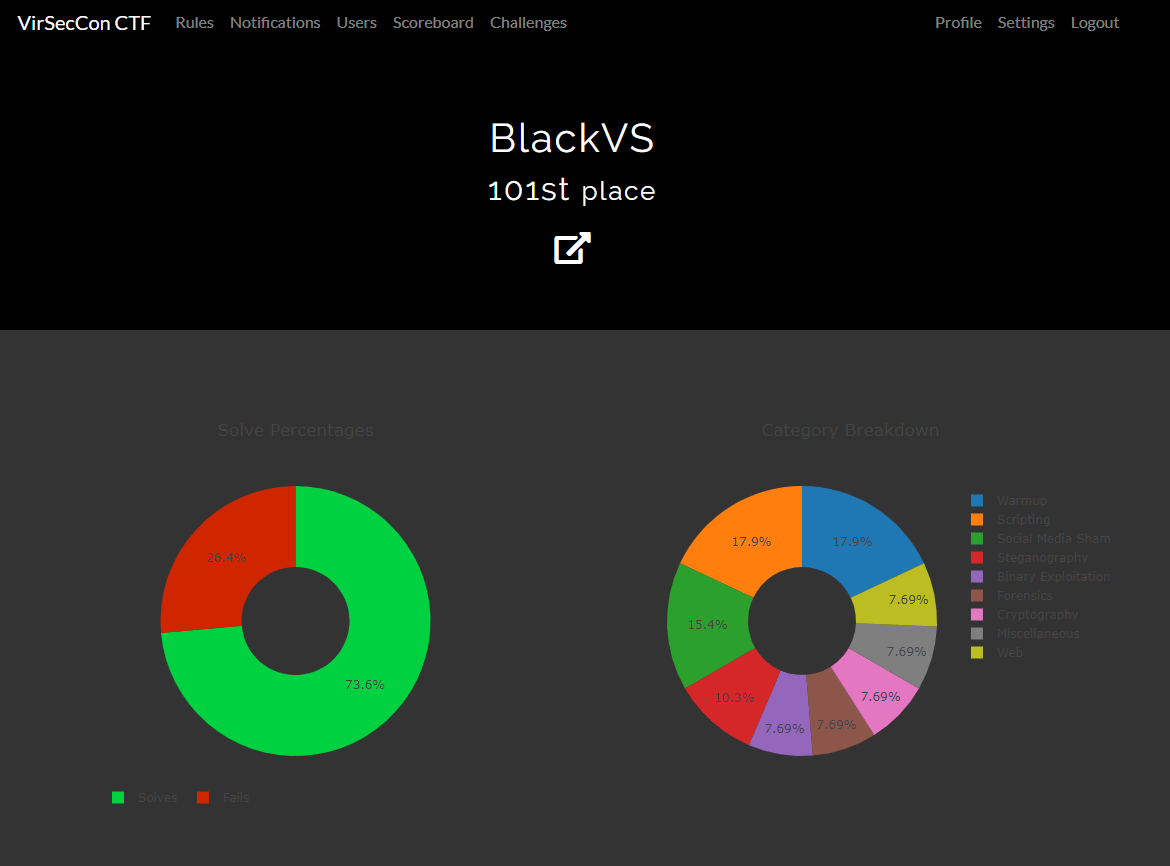 VirSecCon CTF Rules Notifications Users Scoreboard Challenges Profile Settings Logout
BlackVS
101st place
Solve Percentages
26.4%
73.6%
Solves Fails
Category Breakdown
17.9% 17.9%
7.69%
15.4%
7.69%
10.3% 7.69%
7.69% 7.69%
Warmup
Scripting
Social Media Sham
Steganography
Binary Exploitation
Forensics
Cryptography
Miscellaneous
Web